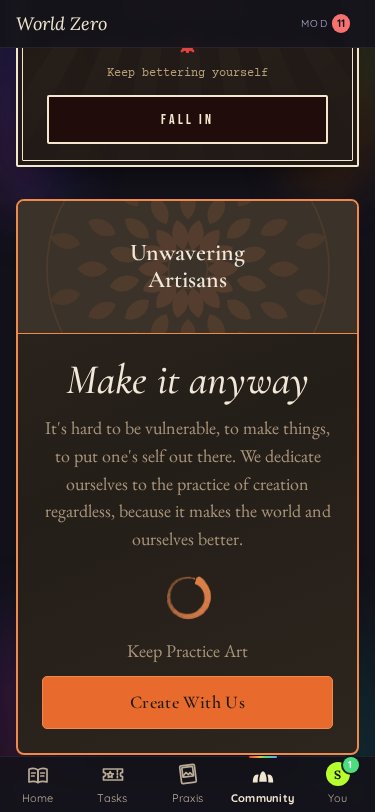 World Zero
MOD 11
Keep bettering yourself
FALL IN
Unwavering
Artisans
Make it anyway
It's hard to be vulnerable, to make things,
to put one's self out there. We dedicate
ourselves to the practice of creation
regardless, because it makes the world and
ourselves better.
Keep Practice Art
Create With Us
S 1
Home Tasks Praxis Community You